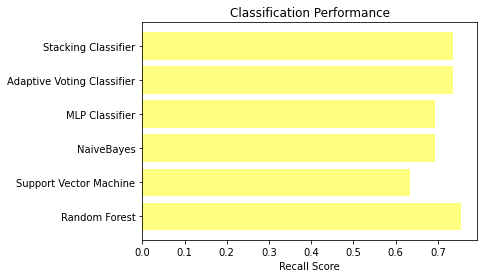 Classification Performance
Stacking Classifier
Adaptive Voting Classifier
MLP Classifier
NaiveBayes
Support Vector Machine
Random Forest
0.0 0.1 0.2 0.3 0.4 0.5 0.6 0.7
Recall Score